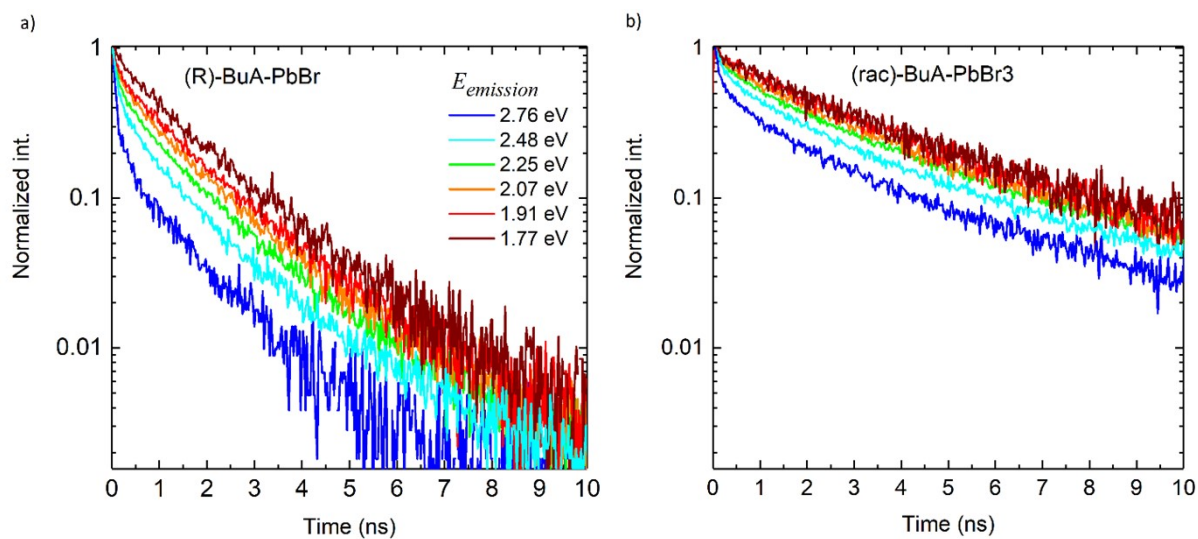 a)
(R)-BuA-PbBr
E_emission
2.76 eV
2.48 eV
2.25 eV
2.07 eV
1.91 eV
1.77 eV
1
0.1
0.01
Normalized int.
0 1 2 3 4 5 6 7 8 9 10
Time (ns)
b)
(rac)-BuA-PbBr3
1
0.1
0.01
Normalized int.
0 1 2 3 4 5 6 7 8 9 10
Time (ns)